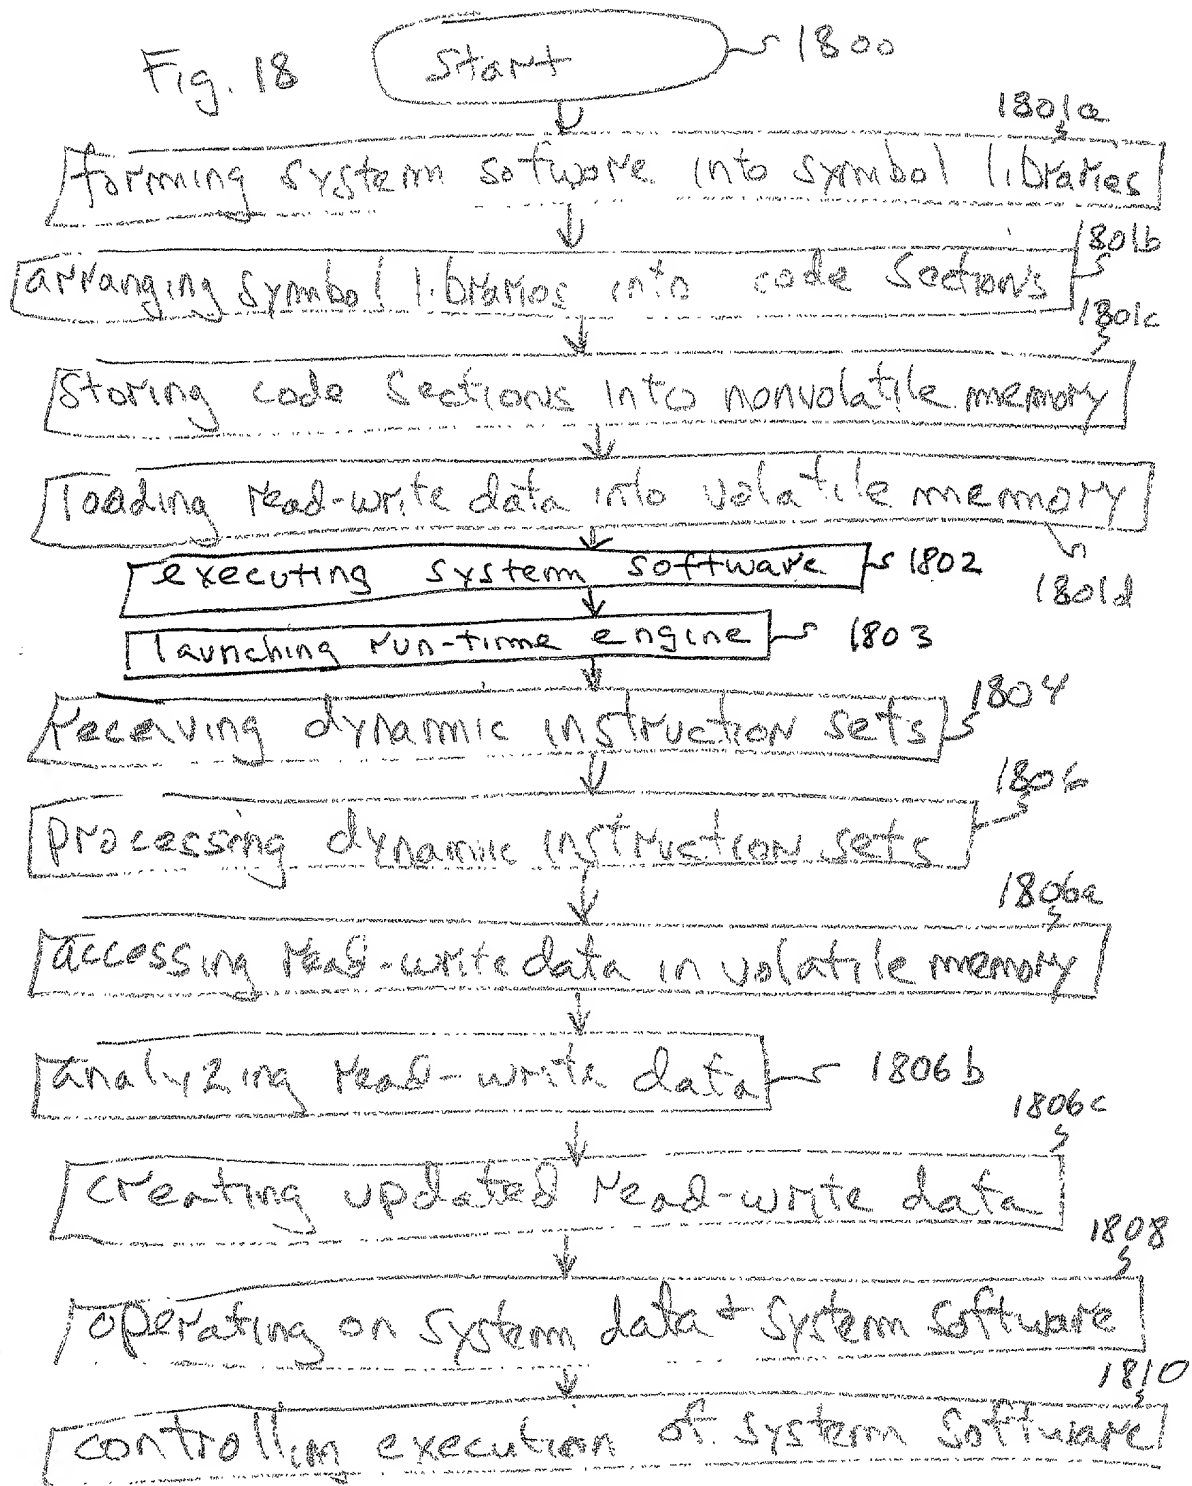 Fig. 18
Start 1800
1801a
forming system software into symbol libraries
1801b
arranging symbol libraries into code sections
1801c
storing code sections into nonvolatile memory
loading read-write data into volatile memory
1801d
executing system software 1802
launching run-time engine 1803
1804
receiving dynamic instruction sets
1806
processing dynamic instruction sets
1806a
accessing read-write data in volatile memory
analyzing read-write data 1806b
1806c
creating updated read-write data
1808
operating on system data + system software
1810
controllim execution of system software